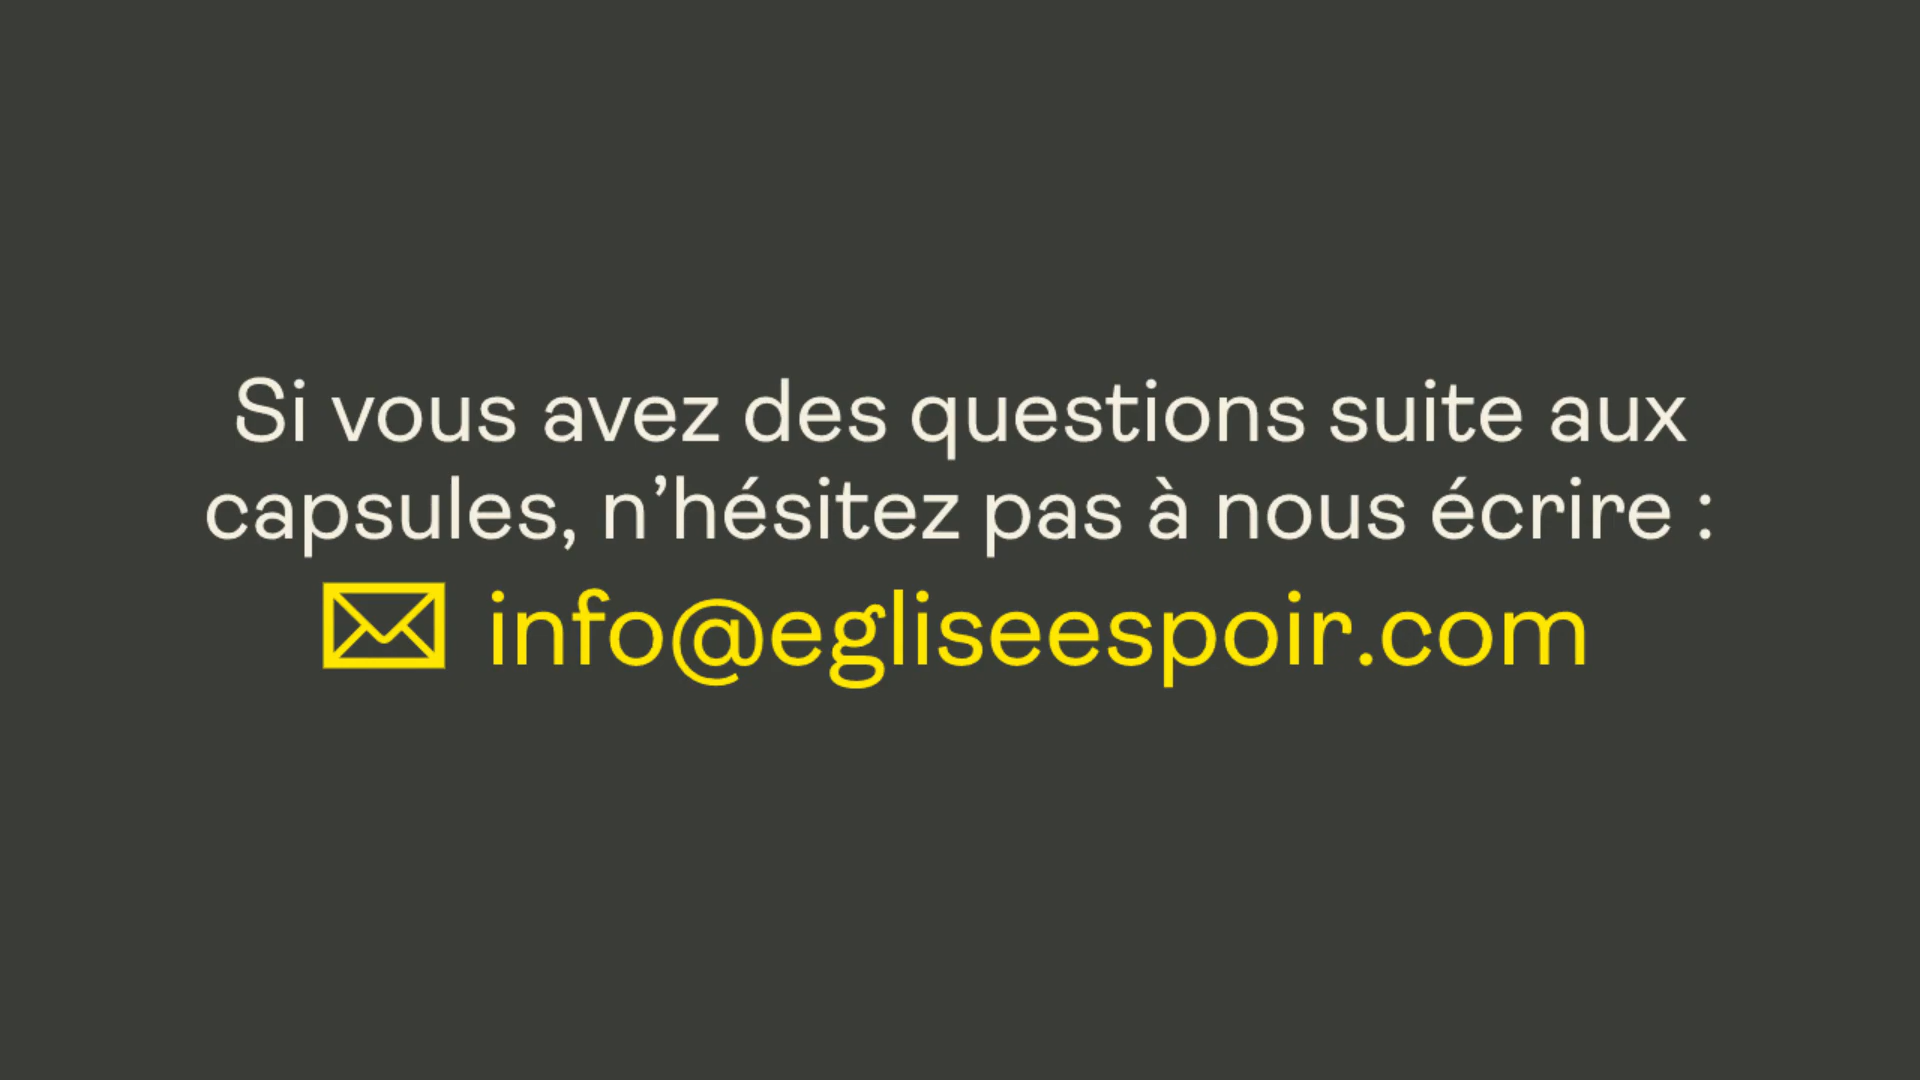 Si vous avez des questions suite aux
capsules, n’hésitez pas à nous écrire :
info@egliseespoir.com